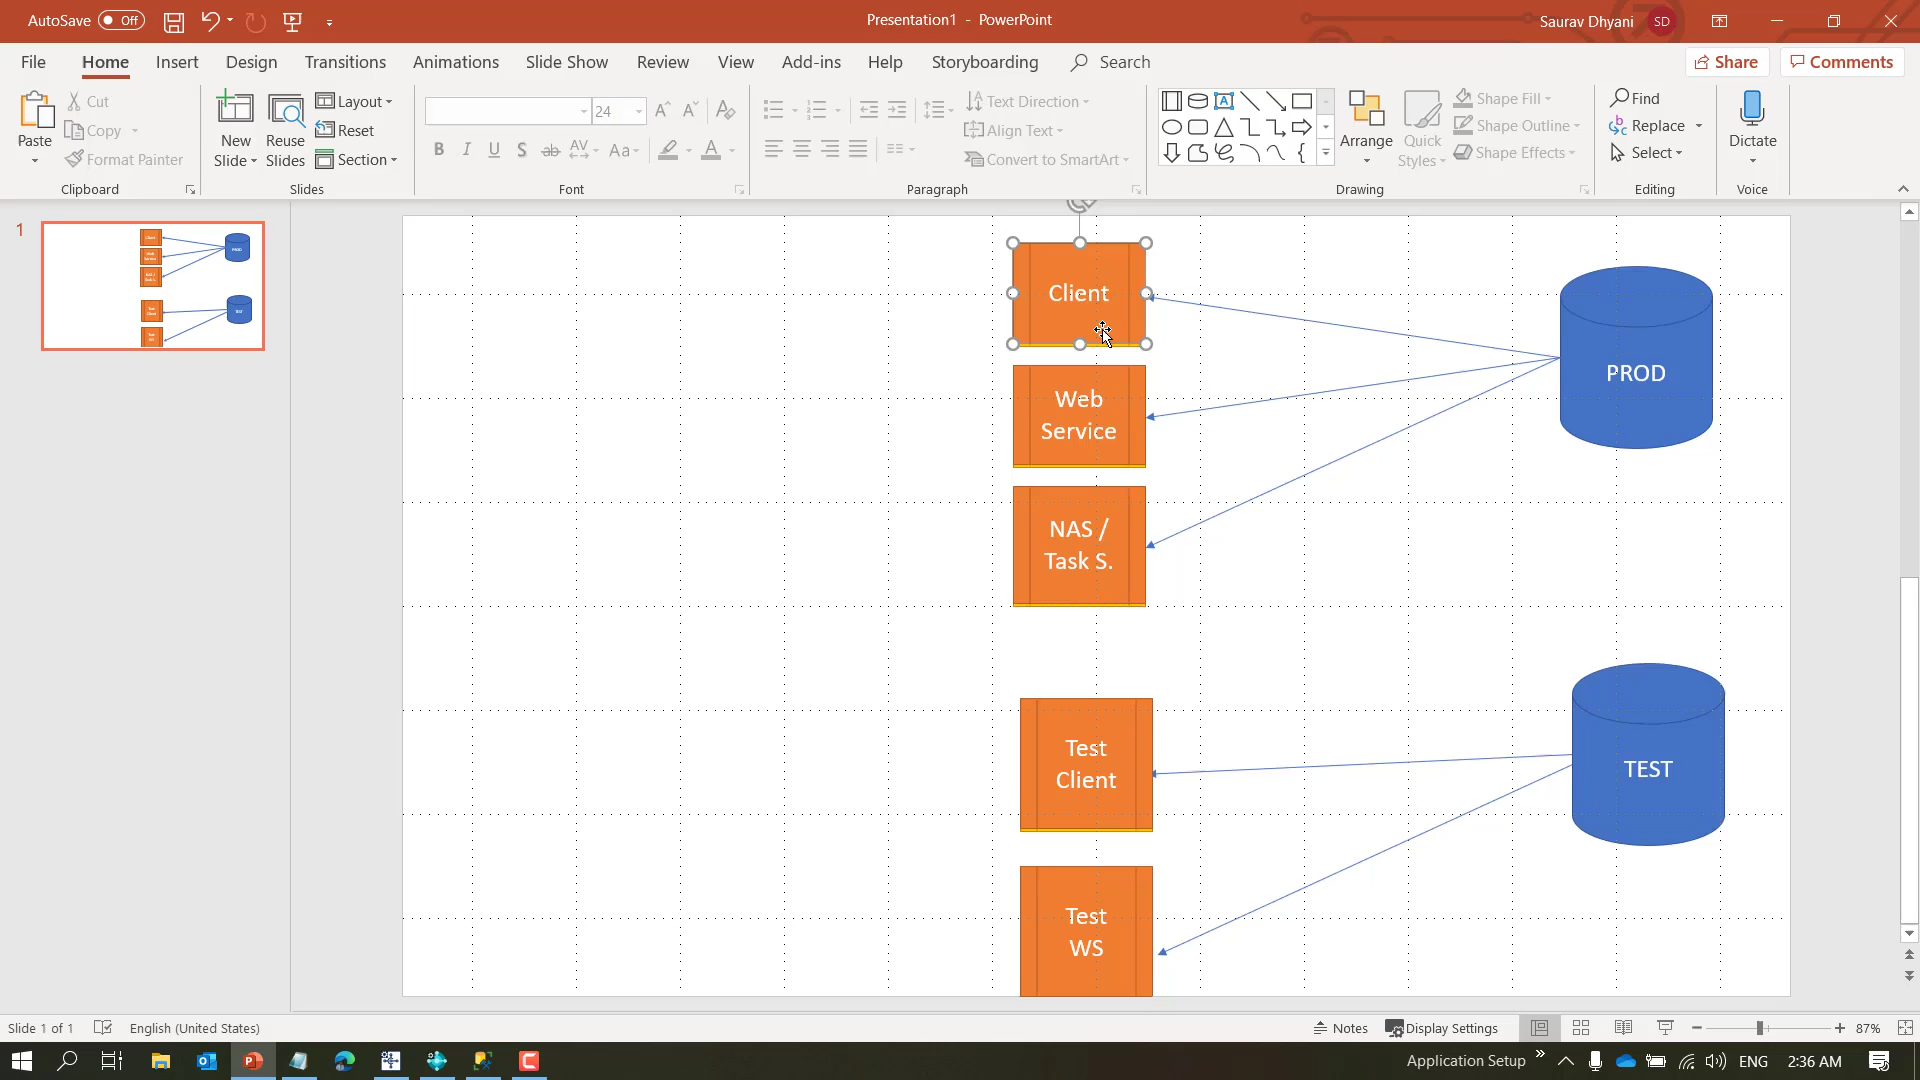 AutoSave Off
Presentation1 - PowerPoint
Saurav Dhyani SD
File Home Insert Design Transitions Animations Slide Show Review View Add-ins Help Storyboarding Search
Share Comments
Paste
Cut
Copy
Format Painter
Clipboard
New
Slide
Reuse
Slides
Layout
Reset
Section
Slides
24
B I U S ab AV Aa A
Font
Text Direction
Align Text
Convert to SmartArt
Paragraph
Arrange
Quick
Styles
Shape Fill
Shape Outline
Shape Effects
Drawing
Find
Replace
Select
Editing
Dictate
Voice
1
Client
Web
Service
NAS /
Task S.
PROD
Test
Client
Test
WS
TEST
Slide 1 of 1 English (United States)
Notes Display Settings 87%
Application Setup ENG 2:36 AM